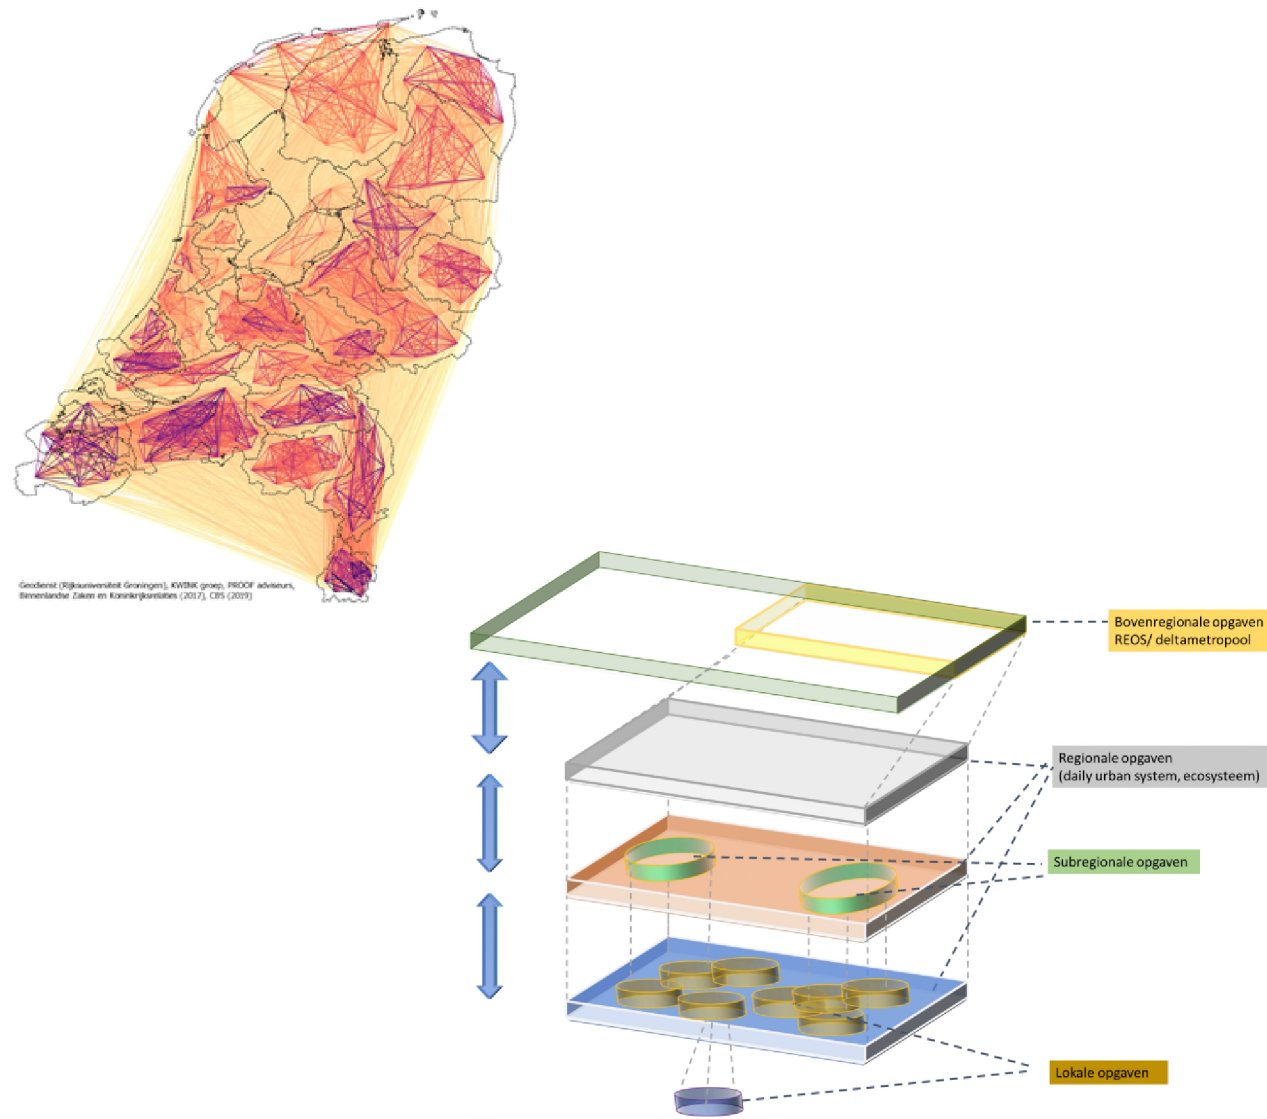 Geodienst (Rijksuniversiteit Groningen), KWINK groep, PROOF adviseurs,
Binnenlandse Zaken en Koninkrijksrelaties (2017), CBS (2019)
Bovenregionale opgaven
REOS/ deltametropool
Regionale opgaven
(daily urban system, ecosysteem)
Subregionale opgaven
Lokale opgaven